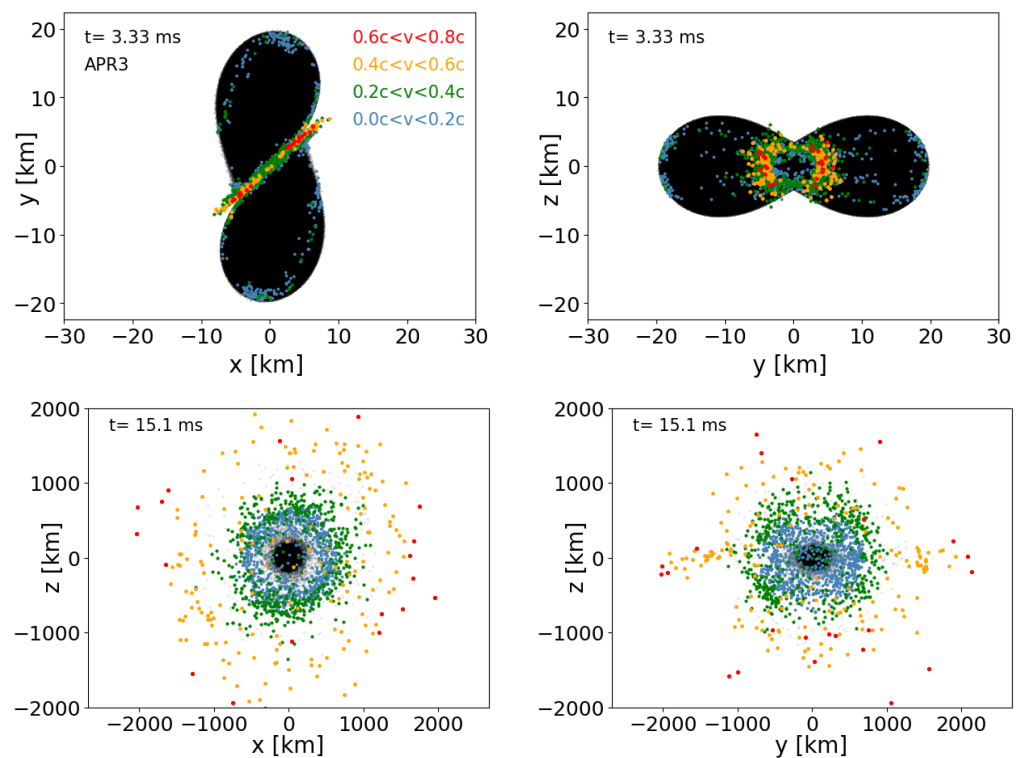 t= 3.33 ms
APR3
0.6c<v<0.8c
0.4c<v<0.6c
0.2c<v<0.4c
0.0c<v<0.2c
y [km]
20
10
0
−10
−20
−30 −20 −10 0 10 20 30
x [km]
t= 3.33 ms
z [km]
20
10
0
−10
−20
−30 −20 −10 0 10 20 30
y [km]
t= 15.1 ms
z [km]
2000
1000
0
−1000
−2000
−2000 −1000 0 1000 2000
x [km]
t= 15.1 ms
z [km]
2000
1000
0
−1000
−2000
−2000 −1000 0 1000 2000
y [km]